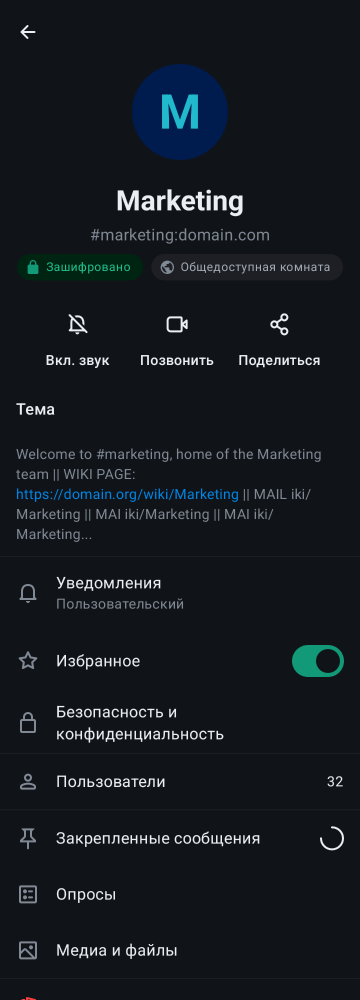 M
Marketing
#marketing:domain.com
Зашифровано
Общедоступная комната
Вкл. звук
Позвонить
Поделиться
Тема
Welcome to #marketing, home of the Marketing
team || WIKI PAGE:
https://domain.org/wiki/Marketing || MAIL iki/
Marketing || MAI iki/Marketing || MAI iki/
Marketing...
Уведомления
Пользовательский
Избранное
Безопасность и
конфиденциальность
Пользователи
32
Закрепленные сообщения
Опросы
Медиа и файлы